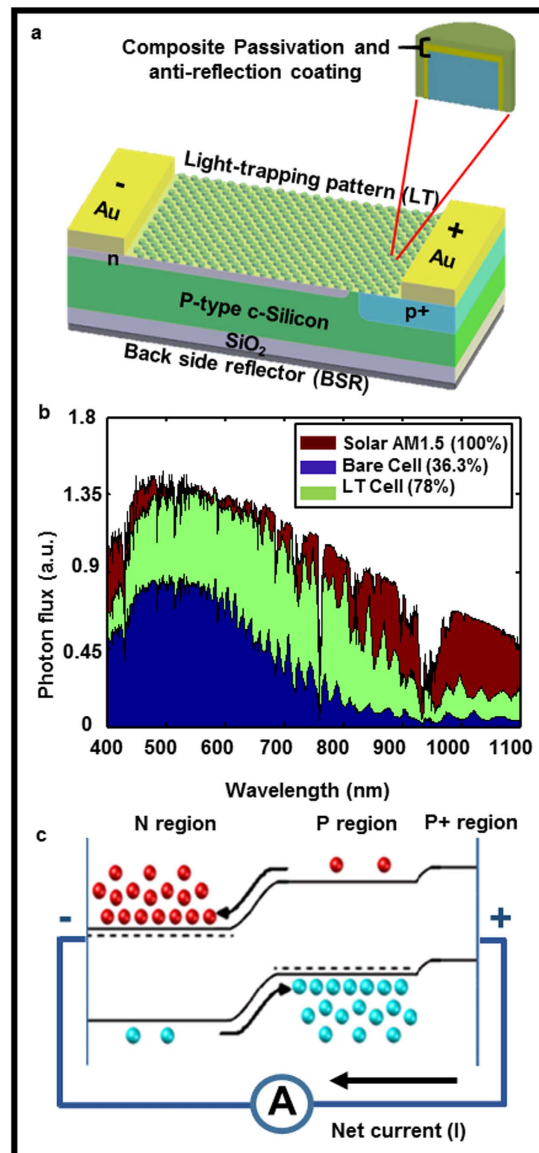 a
Composite Passivation and
anti-reflection coating
Light-trapping pattern (LT)
-
Au
+
Au
n
p+
P-type c-Silicon
SiO₂
Back side reflector (BSR)
b
1.8
1.35
0.9
0.45
0
Photon flux (a.u.)
Solar AM1.5 (100%)
Bare Cell (36.3%)
LT Cell (78%)
400 500 600 700 800 900 1000 1100
Wavelength (nm)
c
N region P region P+ region
- +
A
Net current (I)